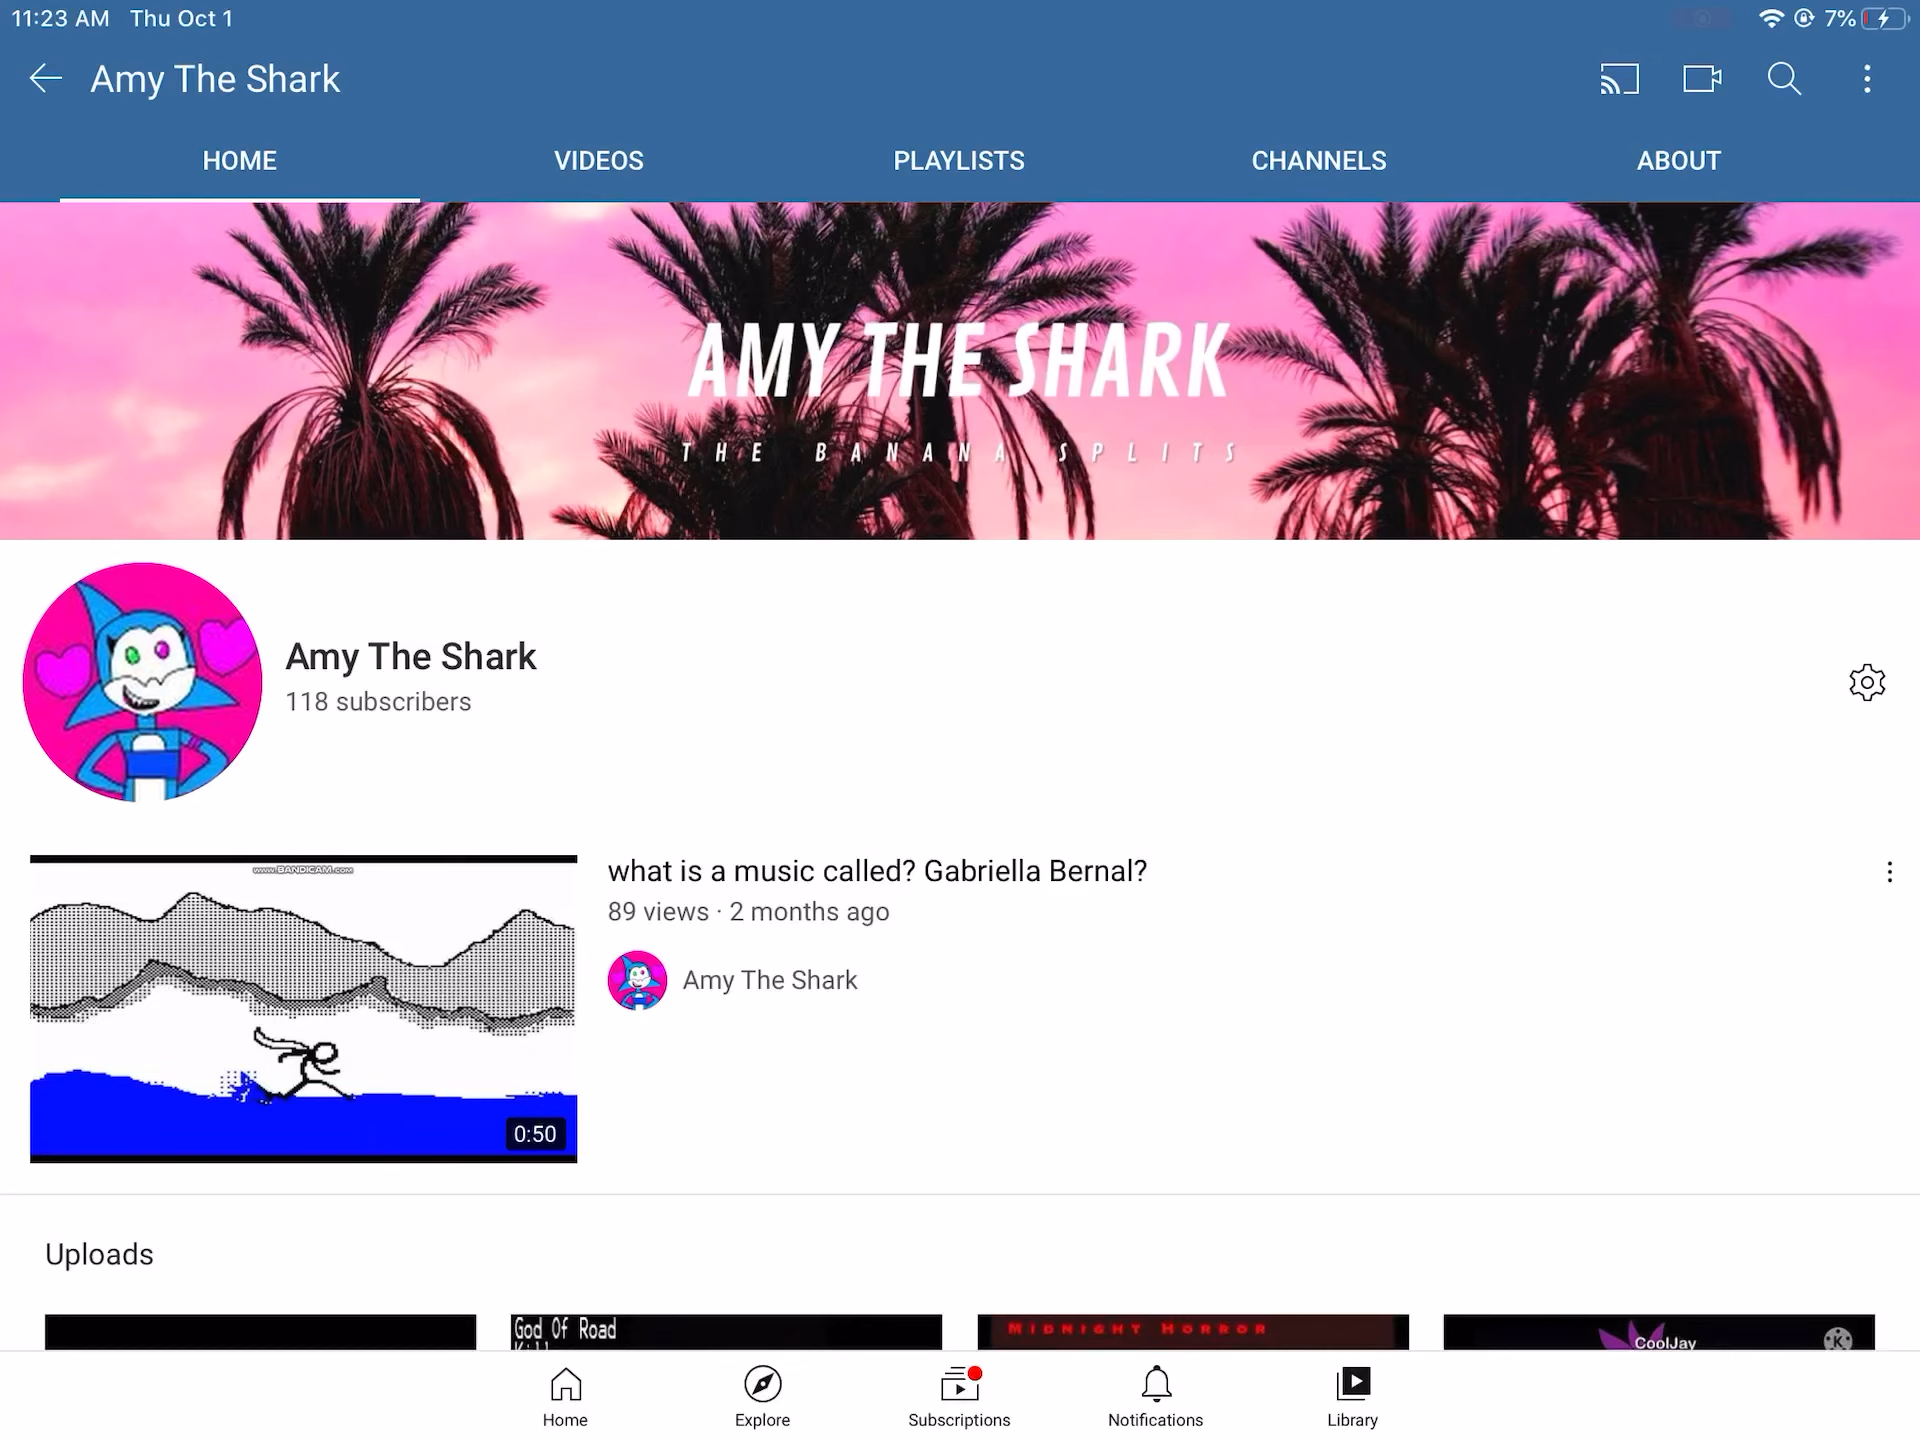 11:23 AM Thu Oct 1
7%
Amy The Shark
HOME VIDEOS PLAYLISTS CHANNELS ABOUT
AMY THE SHARK
THE BANANA SPLITS
Amy The Shark
118 subscribers
www.BANDICAM.com
what is a music called? Gabriella Bernal?
89 views · 2 months ago
Amy The Shark
0:50
Uploads
God Of Road
MIDNIGHT HORROR
CoolJay
K
Home Explore Subscriptions Notifications Library